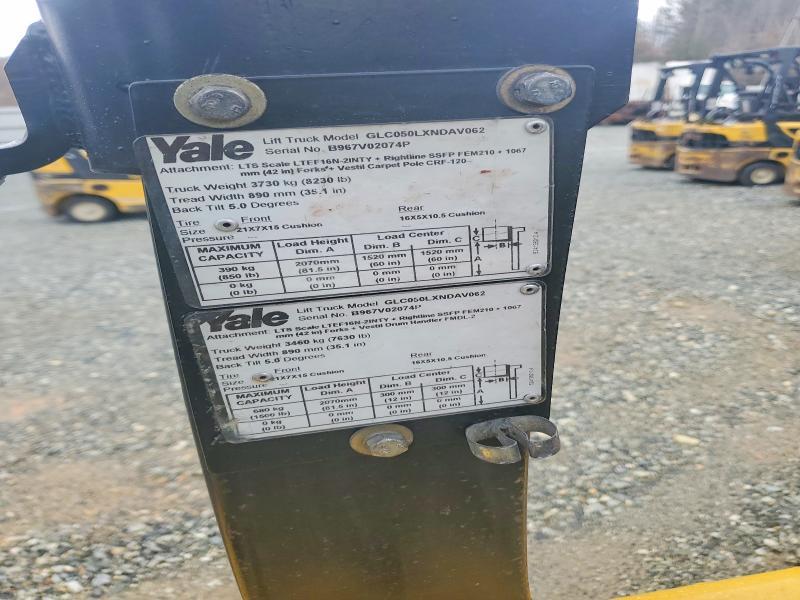 Yale
Lift Truck Model GLC050LXNDAV062
Serial No. B967V02074P
Attachment: LTS Scale LTEF16N-2INTY + Rightline SSFP FEM210 + 1067
mm (42 in) Forks + Vestil Carpet Pole CRF-120
Truck Weight 3730 kg (8230 lb)
Tread Width 890 mm (35.1 in)
Back Tilt 5.0 Degrees
Tire Front Rear
Size 21X7X15 Cushion 16X5X10.5 Cushion
Pressure
MAXIMUM Load Height Load Center
CAPACITY Dim. A Dim. B Dim. C
390 kg 2070mm 1520 mm 1520 mm
(850 lb) (81.5 in) (60 in) (60 in)
0 kg 0 mm 0 mm 0 mm
(0 lb) (0 in) (0 in) (0 in)
C
B
A
Yale
Lift Truck Model GLC050LXNDAV062
Serial No. B967V02074P
Attachment: LTS Scale LTEF16N-2INTY + Rightline SSFP FEM210 + 1067
mm (42 in) Forks + Vestil Drum Handler FMDL-2
Truck Weight 3460 kg (7630 lb)
Tread Width 890 mm (35.1 in)
Back Tilt 5.0 Degrees
Tire Front Rear
Size 1X7X15 Cushion 16X5X10.5 Cushion
Pressure
MAXIMUM Load Height Load Center
CAPACITY Dim. A Dim. B Dim. C
680 kg 2070mm 300 mm 300 mm
(1500 lb) (81.5 in) (12 in) (12 in)
0 kg 0 mm 0 mm 0 mm
(0 lb) (0 in) (0 in) (0 in)
C
B
A